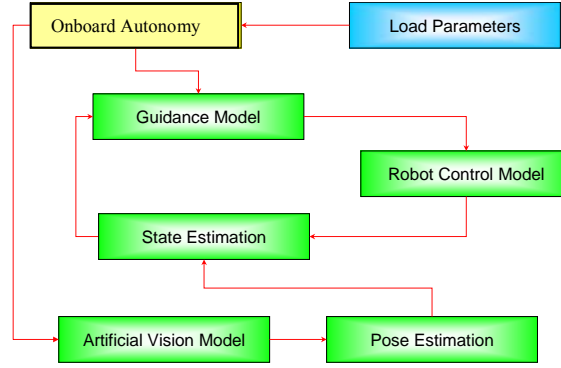 Onboard Autonomy
Load Parameters
Guidance Model
Robot Control Model
State Estimation
Artificial Vision Model
Pose Estimation